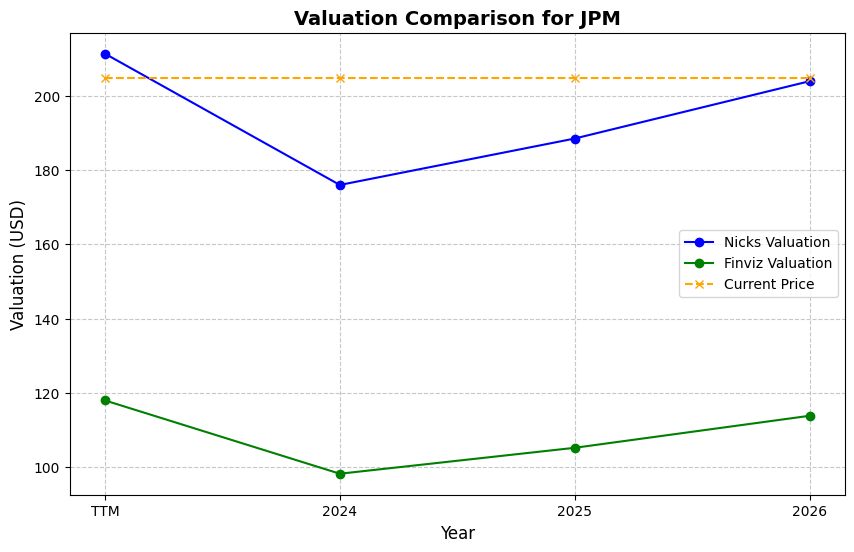 Valuation Comparison for JPM
Valuation (USD)
200
180
160
140
120
100
Nicks Valuation
Finviz Valuation
Current Price
TTM 2024 2025 2026
Year